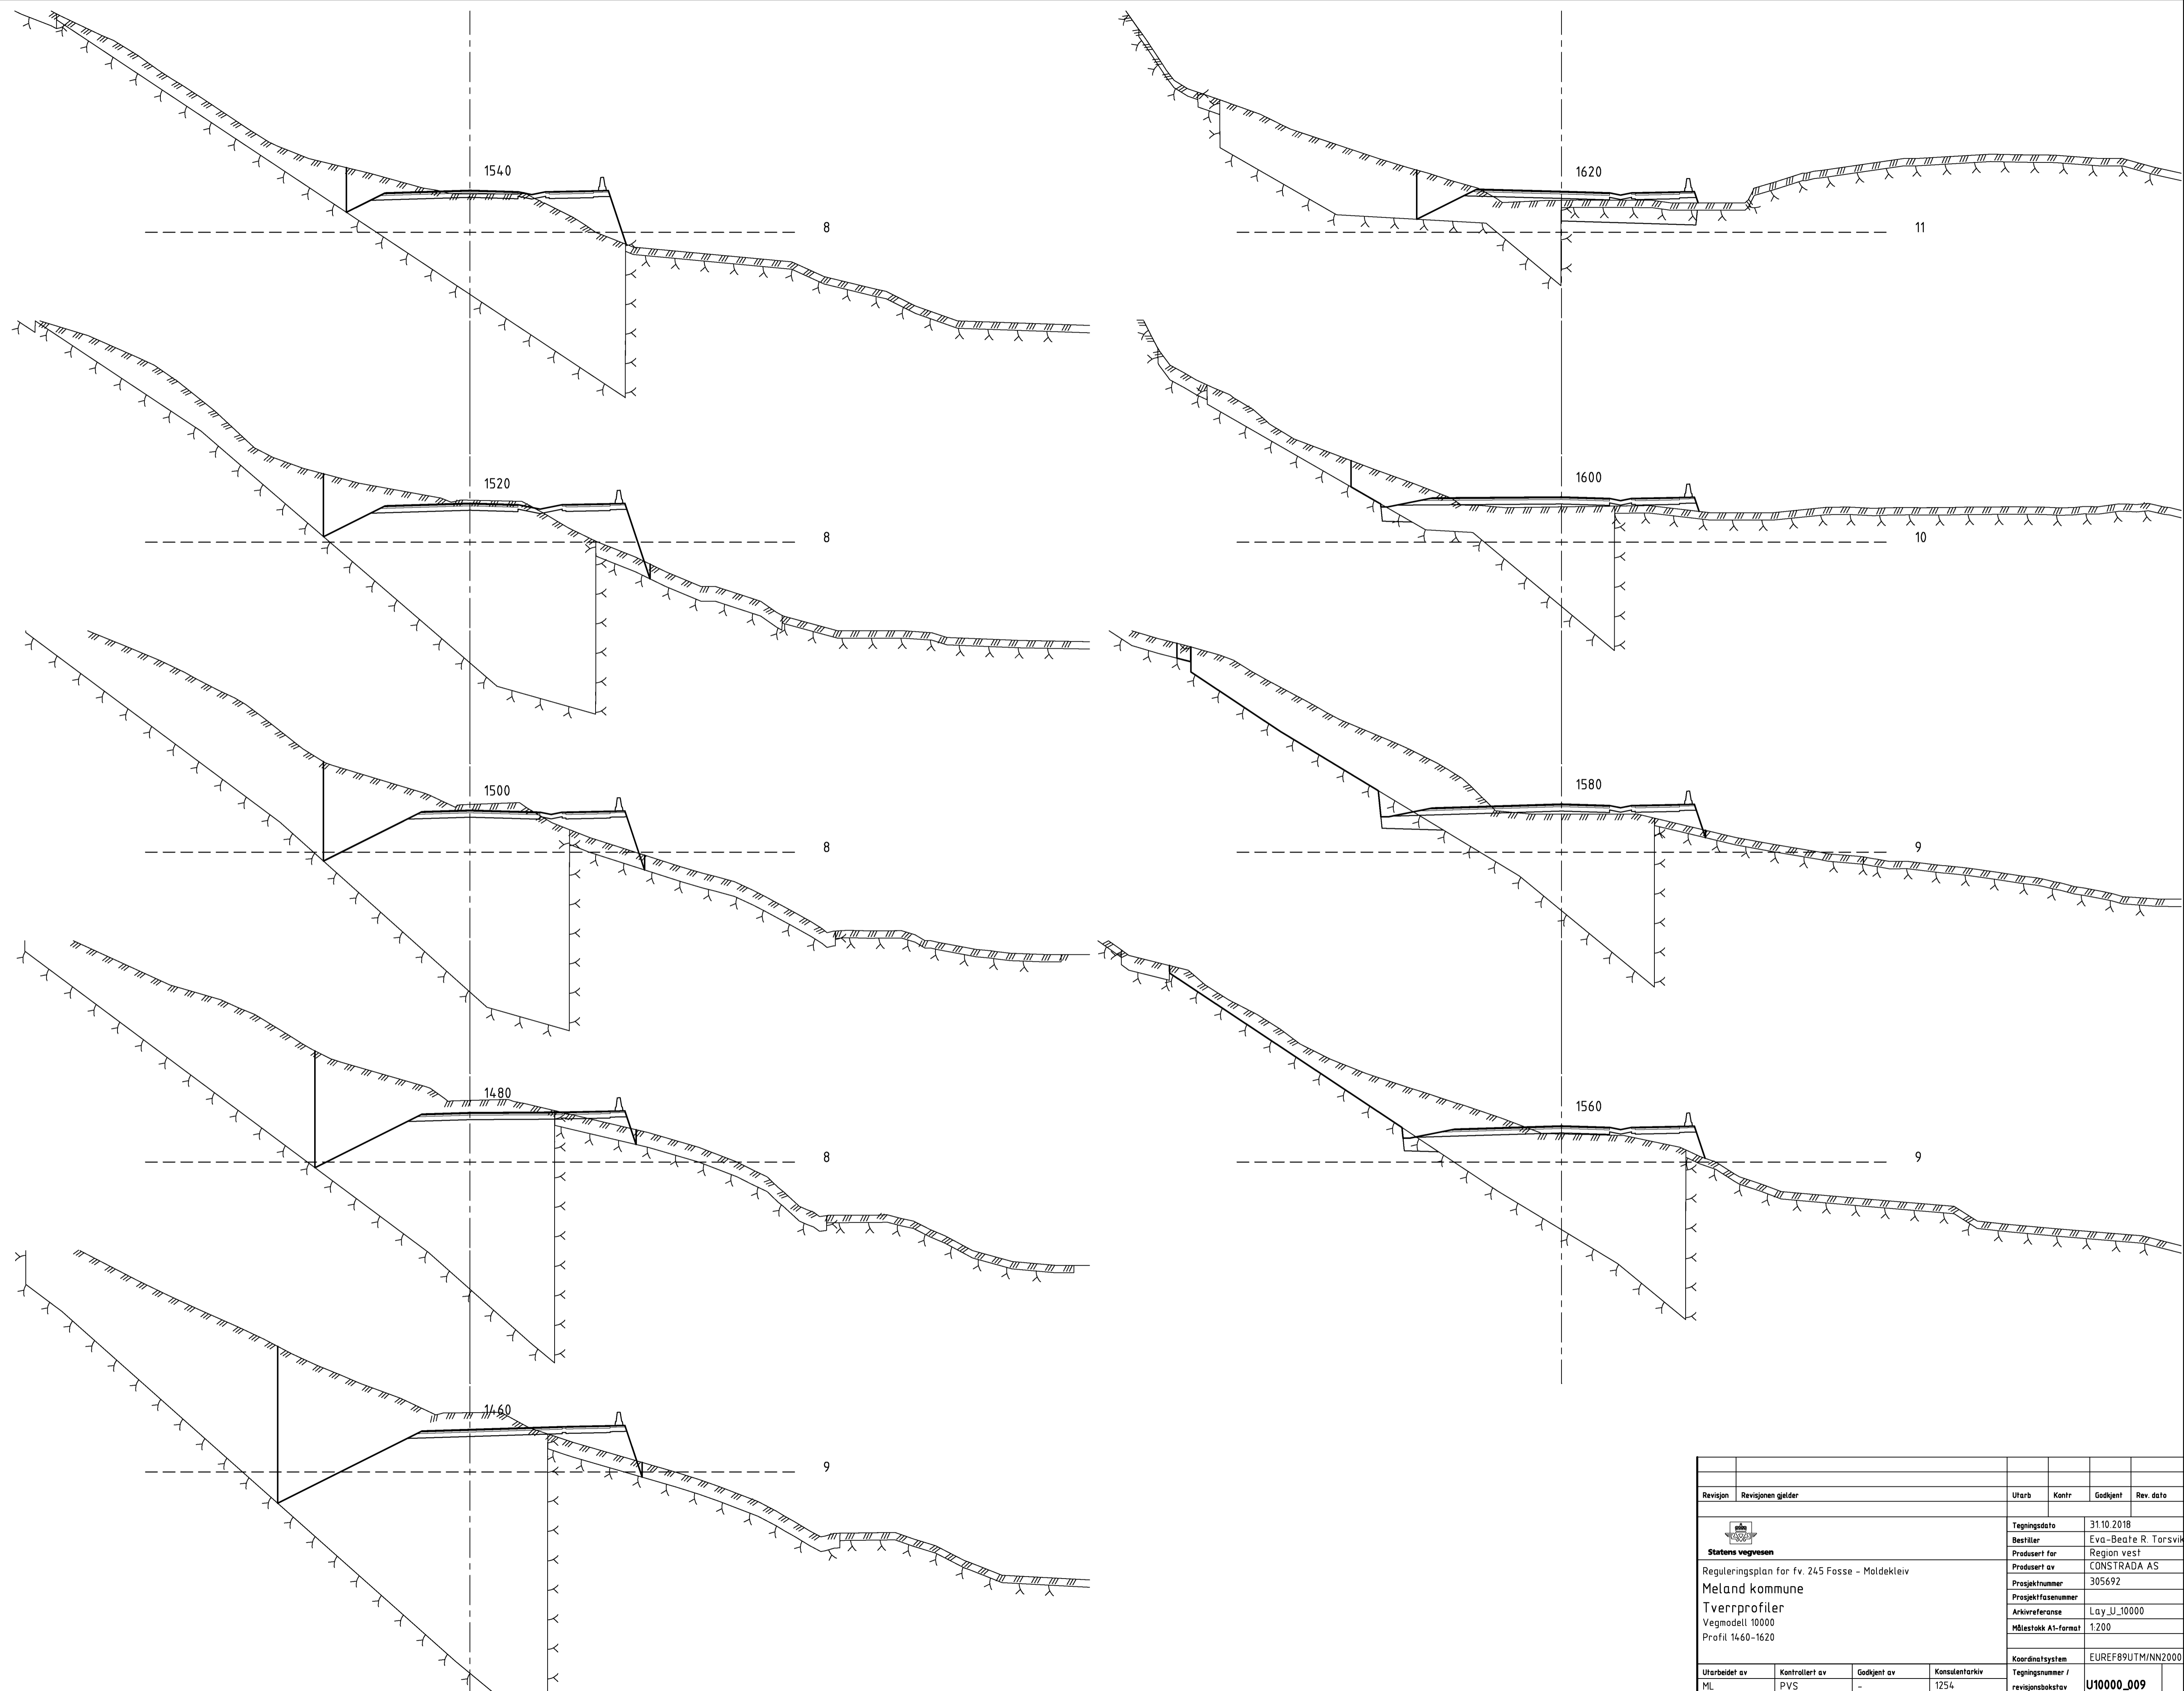 1540
8
1520
8
1500
8
1480
8
1460
9
1620
11
1600
10
1580
9
1560
9
Revisjon Revisjonen gjelder Utarb Kontr Godkjent Rev. dato
Statens vegvesen
Tegningsdato 31.10.2018
Bestiller Eva-Beate R. Torsvik
Produsert for Region vest
Produsert av CONSTRADA AS
Prosjektnummer 305692
Prosjektfasenummer
Arkivreferanse Lay_U_10000
Målestokk A1-format 1:200
Koordinatsystem EUREF89UTM/NN2000
Reguleringsplan for fv. 245 Fosse - Moldekleiv
Meland kommune
Tverrprofiler
Vegmodell 10000
Profil 1460-1620
Utarbeidet av Kontrollert av Godkjent av Konsulentarkiv
ML PVS - 1254
Tegningsnummer /
revisjonsbokstav U10000_009